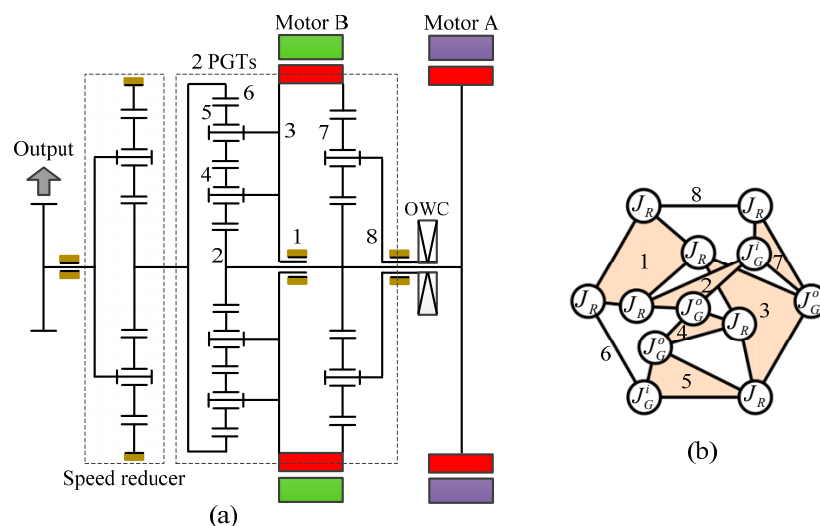 Motor B
Motor A
2 PGTs
5
6
3
7
Output
4
OWC
1
8
2
Speed reducer
(a)
8
J_R
J_R
J_R
J_G^i
1
7
2
J_R
J_R
J_G^o
3
J_G^o
J_R
4
6
J_G^o
5
J_G^i
J_R
(b)